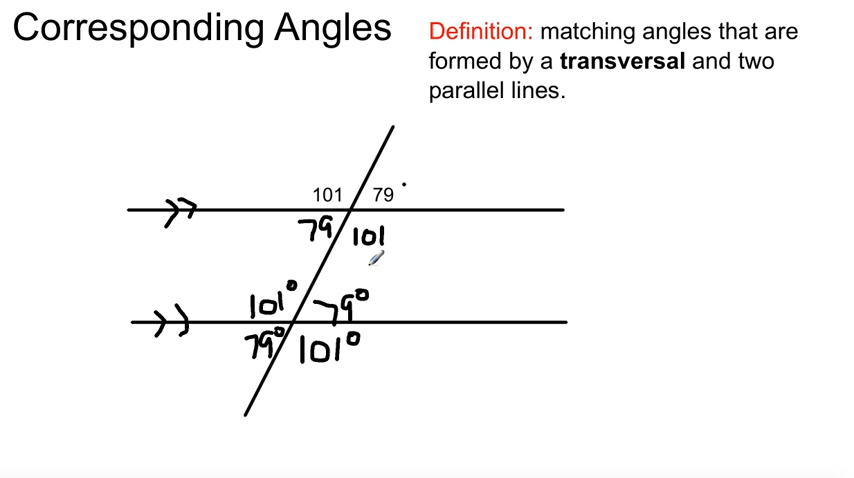 Corresponding Angles
Definition: matching angles that are
formed by a transversal and two
parallel lines.
101 79
79 101
101° 79°
79° 101°